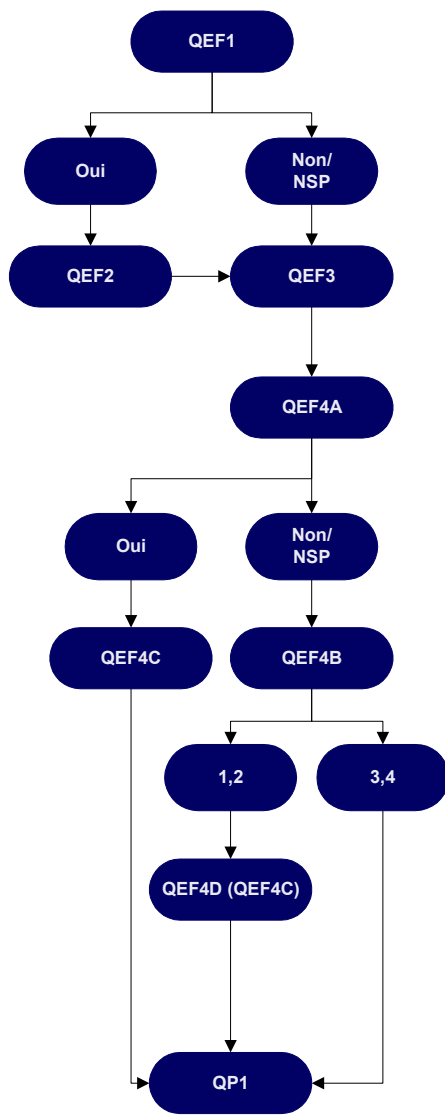 QEF1
Oui
Non/
NSP
QEF2
QEF3
QEF4A
Oui
Non/
NSP
QEF4C
QEF4B
1,2
3,4
QEF4D (QEF4C)
QP1